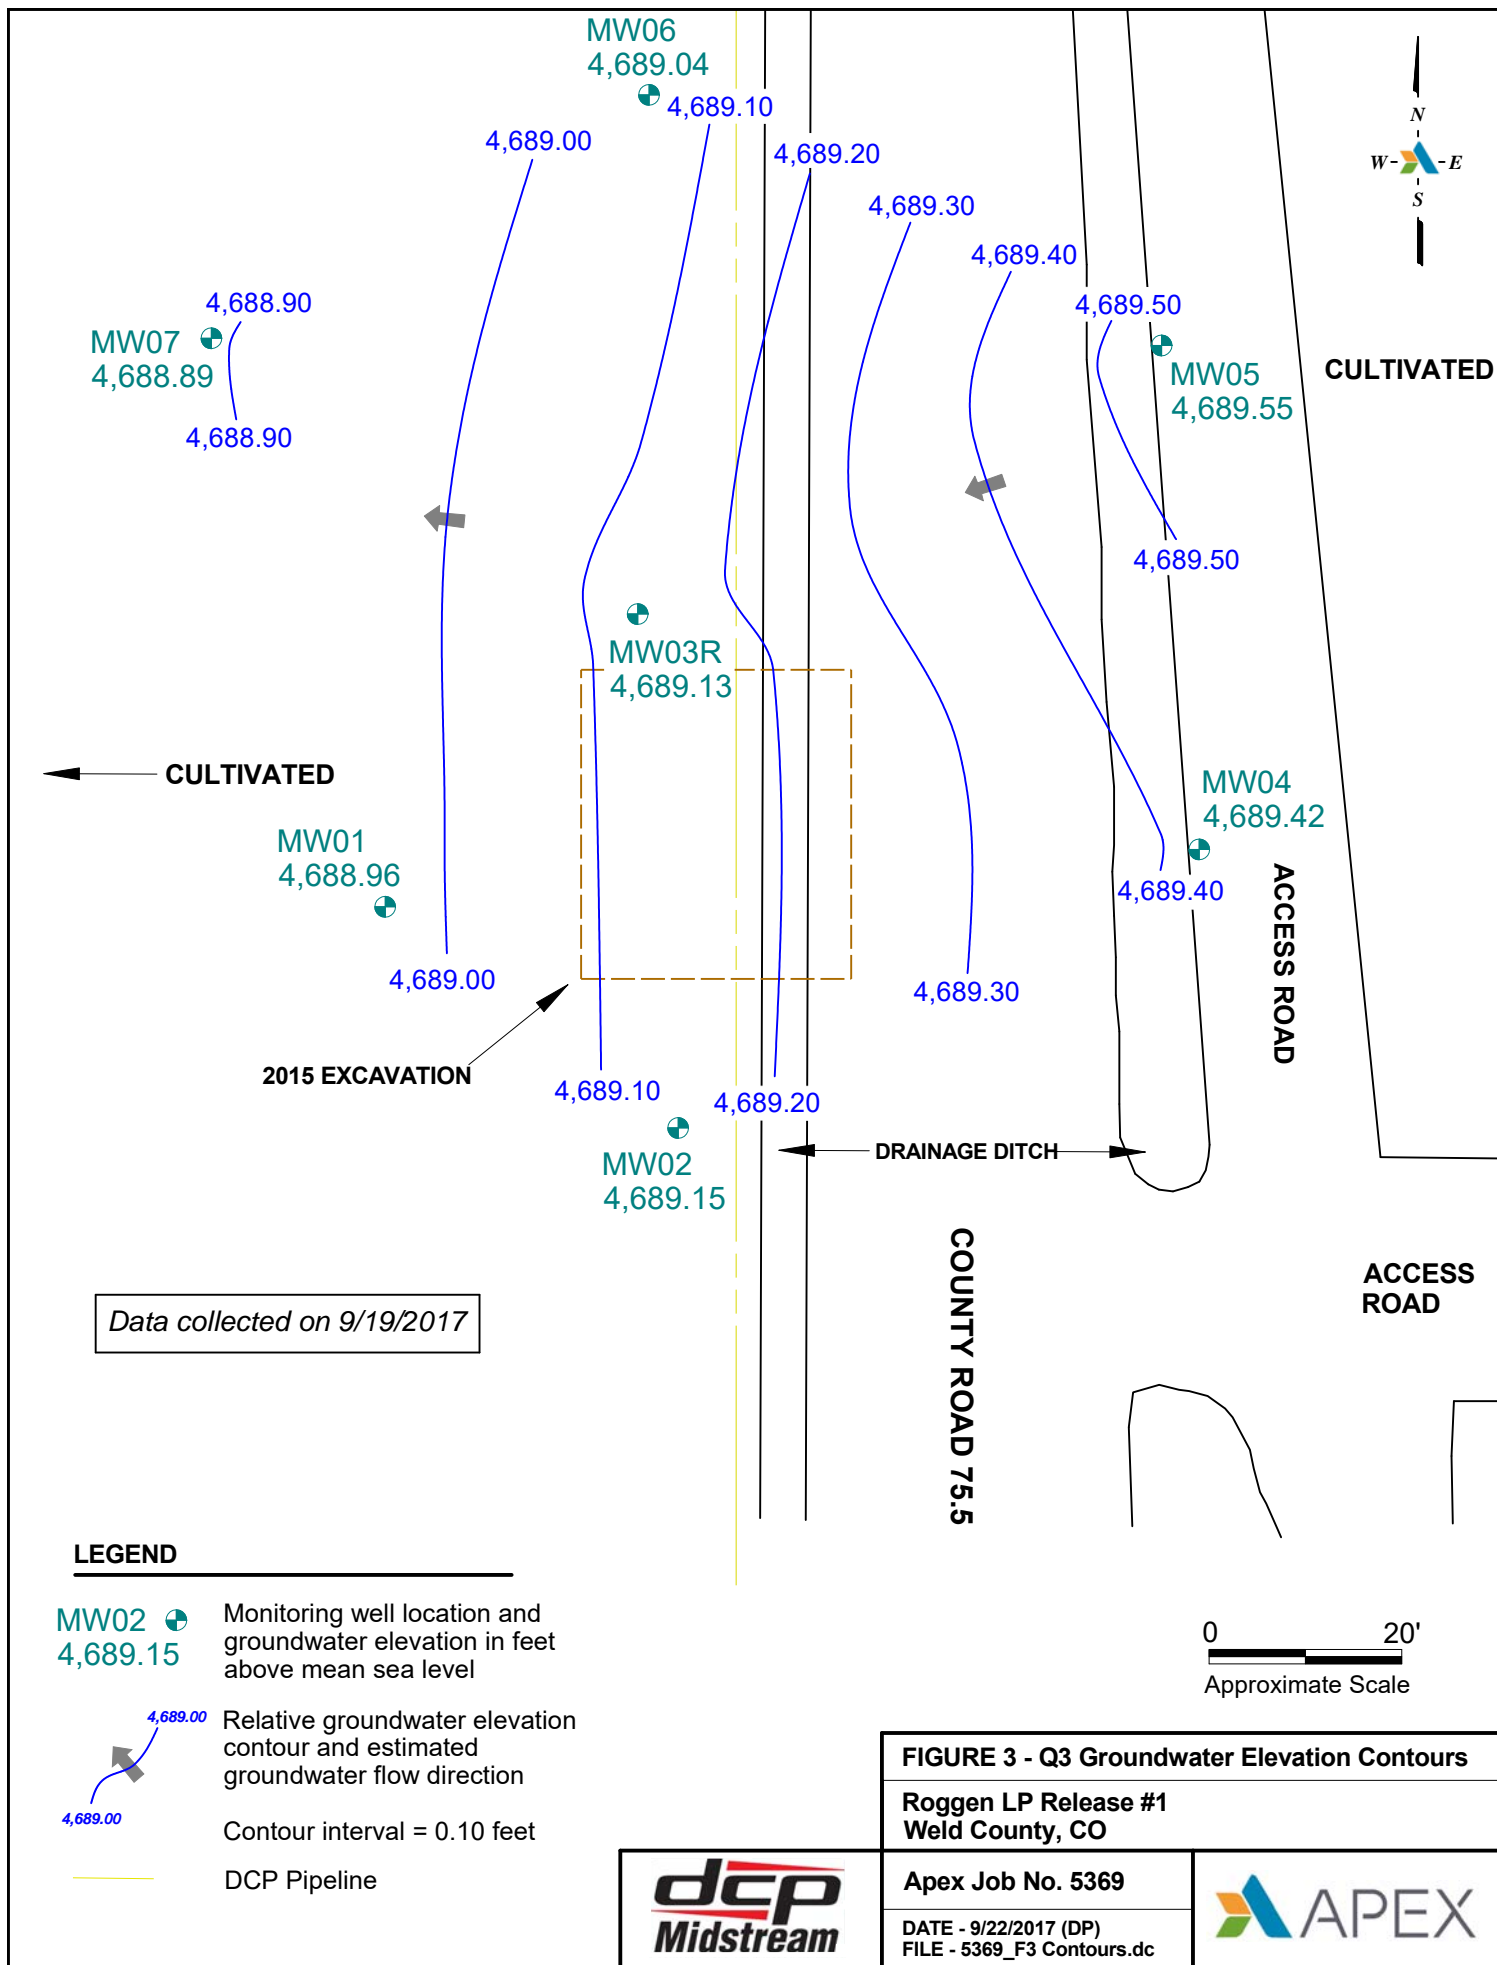 MW06
4,689.04
4,689.10
4,689.00
4,689.20
N
W
E
S
4,689.30
4,689.40
4,688.90
4,689.50
MW07
4,688.89
MW05
4,689.55
CULTIVATED
4,688.90
4,689.50
MW03R
4,689.13
CULTIVATED
MW04
4,689.42
MW01
4,688.96
4,689.40
ACCESS ROAD
4,689.00
4,689.30
2015 EXCAVATION
4,689.10
4,689.20
DRAINAGE DITCH
MW02
4,689.15
COUNTY ROAD 75.5
ACCESS
ROAD
Data collected on 9/19/2017
LEGEND
MW02
4,689.15
Monitoring well location and
groundwater elevation in feet
above mean sea level
4,689.00
4,689.00
Relative groundwater elevation
contour and estimated
groundwater flow direction
Contour interval = 0.10 feet
DCP Pipeline
0 20'
Approximate Scale
FIGURE 3 - Q3 Groundwater Elevation Contours
Roggen LP Release #1
Weld County, CO
dcp
Midstream
Apex Job No. 5369
DATE - 9/22/2017 (DP)
FILE - 5369_F3 Contours.dc
APEX